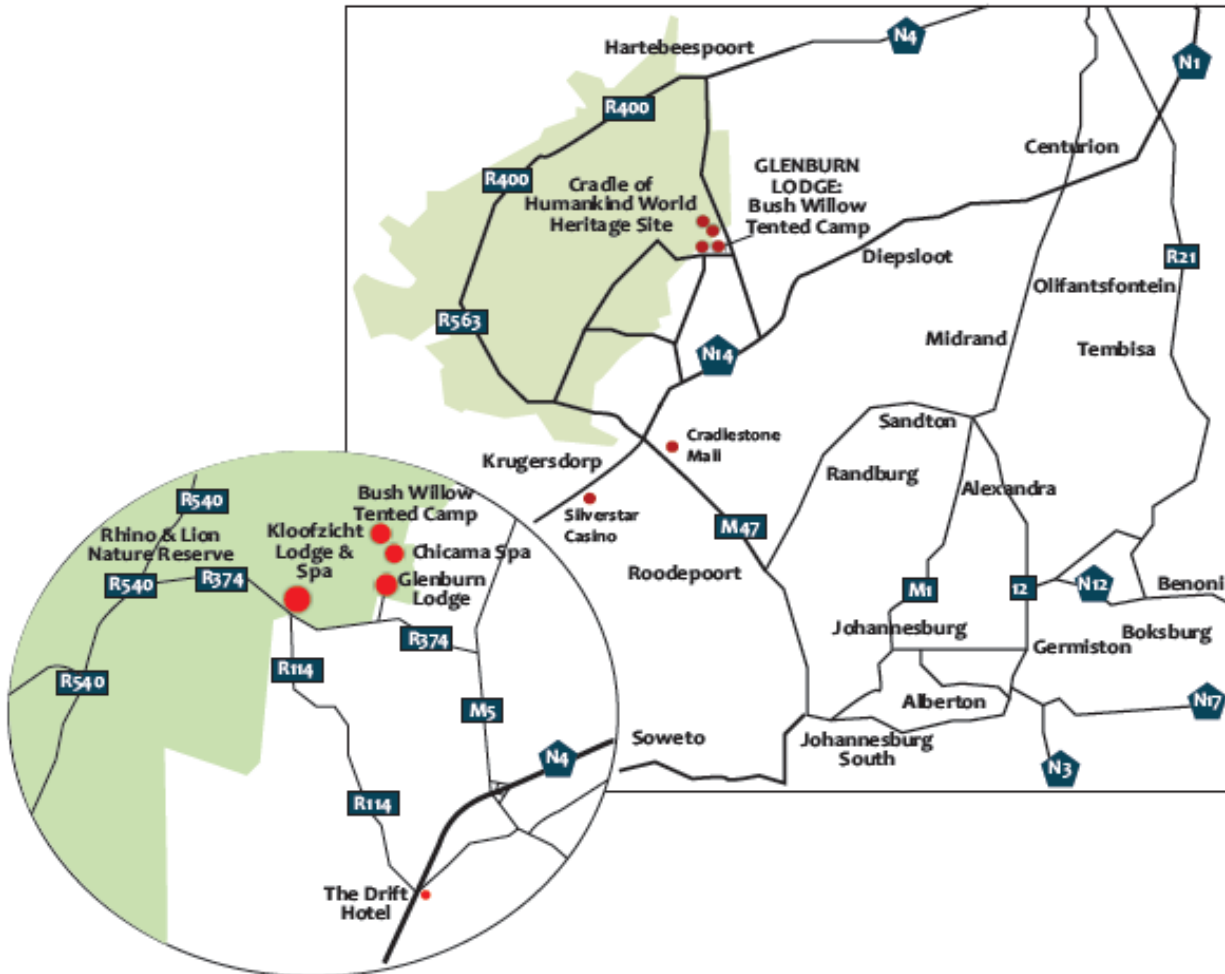 Hartebeespoort
N4
N1
R400
Centurion
GLENBURN
LODGE:
Bush Willow
Tented Camp
R400
Cradle of
Humankind World
Heritage Site
Diepsloot
R21
Olifantsfontein
R563
Midrand
Tembisa
N14
Sandton
Cradlestone
Mall
Krugersdorp
Randburg
Alexandra
Silverstar
Casino
M47
Roodepoort
M1
12
N12
Benoni
Boksburg
Johannesburg
Germiston
Alberton
N17
Johannesburg
South
Soweto
N3
R540
Bush Willow
Tented Camp
Rhino & Lion
Nature Reserve
Kloofzicht
Lodge &
Spa
Chicama Spa
R540
R374
Glenburn
Lodge
R374
R114
R540
M5
N4
R114
The Drift
Hotel